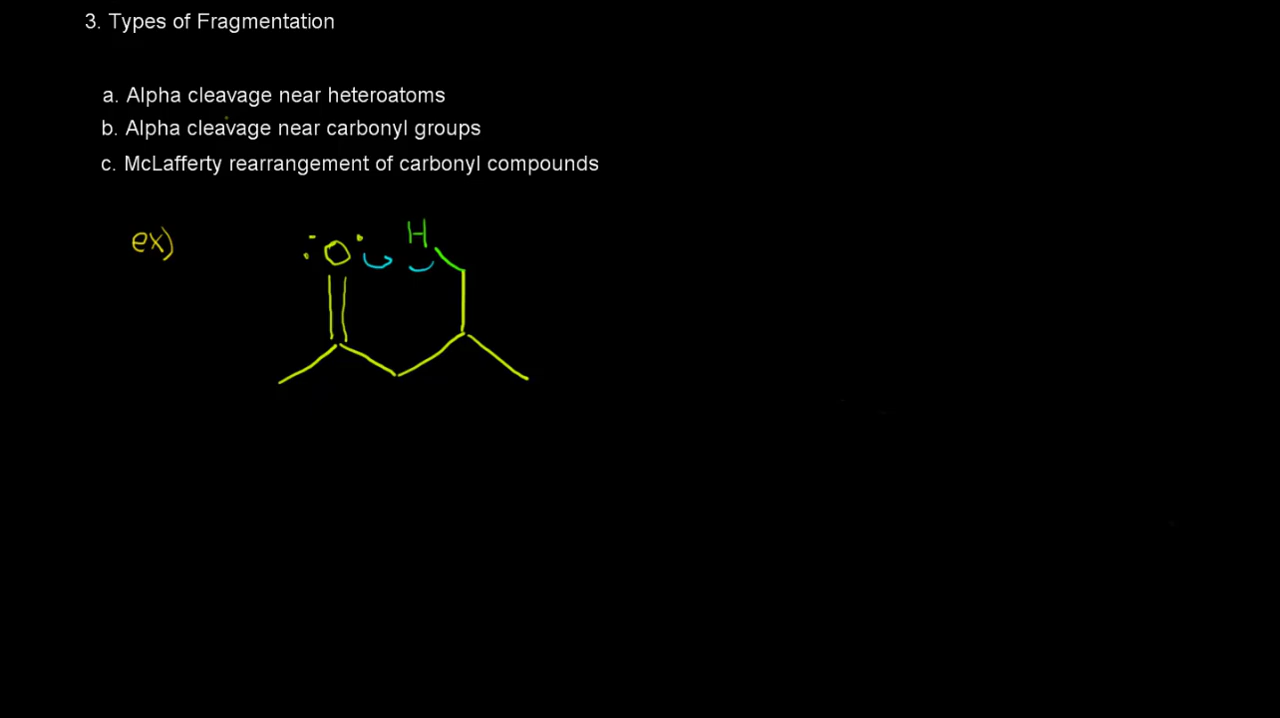 3. Types of Fragmentation
a. Alpha cleavage near heteroatoms
b. Alpha cleavage near carbonyl groups
c. McLafferty rearrangement of carbonyl compounds
ex)
O H